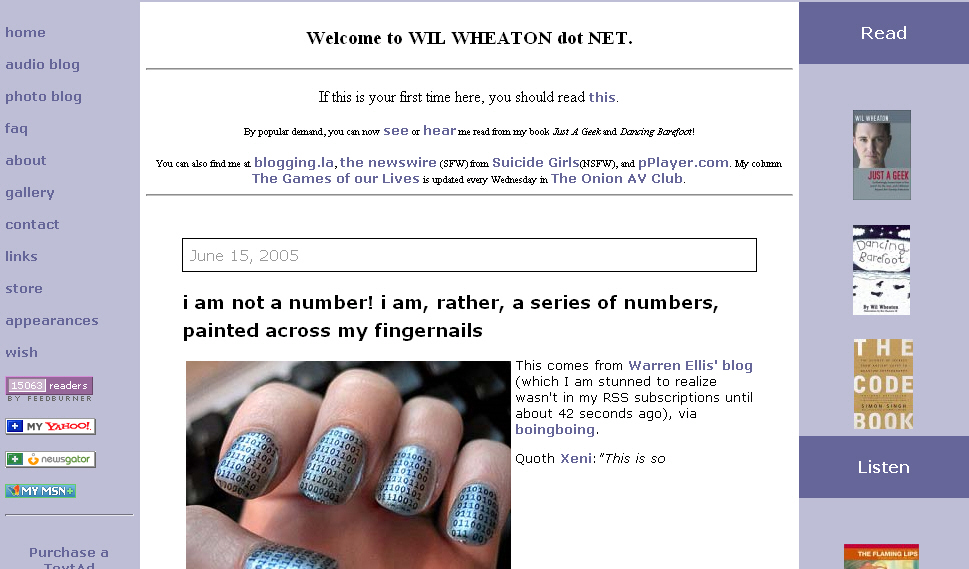 home
audio blog
photo blog
faq
about
gallery
contact
links
store
appearances
wish
15063 readers
BY FEEDBURNER
MY YAHOO!
newsgator
MY MSN
Purchase a
TextAd
Welcome to WIL WHEATON dot NET.
If this is your first time here, you should read this.
By popular demand, you can now see or hear me read from my book Just A Geek and Dancing Barefoot!
You can also find me at blogging.la, the newswire (SFW) from Suicide Girls(NSFW), and pPlayer.com. My column
The Games of our Lives is updated every Wednesday in The Onion AV Club.
June 15, 2005
i am not a number! i am, rather, a series of numbers,
painted across my fingernails
This comes from Warren Ellis' blog
(which I am stunned to realize
wasn't in my RSS subscriptions until
about 42 seconds ago), via
boingboing.
Quoth Xeni: "This is so
Read
WIL WHEATON
JUST A GEEK
Dancing
Barefoot
By Wil Wheaton
THE
CODE
SIMON SINGH
BOOK
Listen
THE FLAMING LIPS